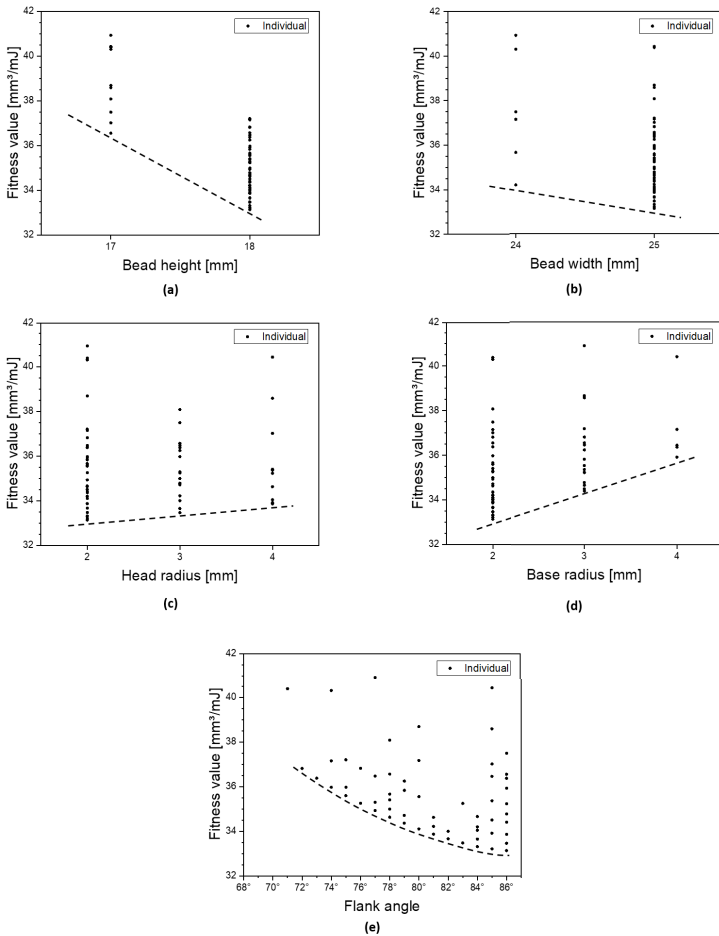 42
40
38
36
34
32
Fitness value [mm³/mJ]
Individual
17
18
Bead height [mm]
(a)
42
40
38
36
34
32
Fitness value [mm³/mJ]
Individual
24
25
Bead width [mm]
(b)
42
40
38
36
34
32
Fitness value [mm³/mJ]
Individual
2
3
4
Head radius [mm]
(c)
42
40
38
36
34
32
Fitness value [mm³/mJ]
Individual
2
3
4
Base radius [mm]
(d)
42
40
38
36
34
32
Fitness value [mm³/mJ]
Individual
68° 70° 72° 74° 76° 78° 80° 82° 84° 86°
Flank angle
(e)